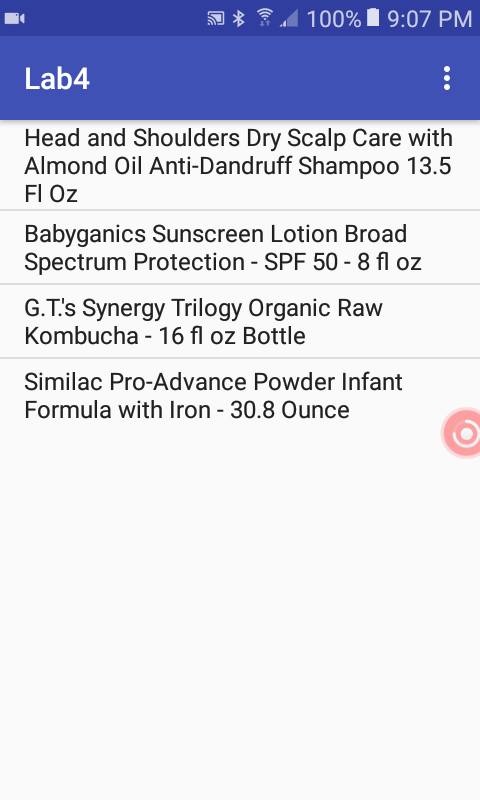 100% 9:07 PM
Lab4
Head and Shoulders Dry Scalp Care with
Almond Oil Anti-Dandruff Shampoo 13.5
Fl Oz
Babyganics Sunscreen Lotion Broad
Spectrum Protection - SPF 50 - 8 fl oz
G.T.'s Synergy Trilogy Organic Raw
Kombucha - 16 fl oz Bottle
Similac Pro-Advance Powder Infant
Formula with Iron - 30.8 Ounce